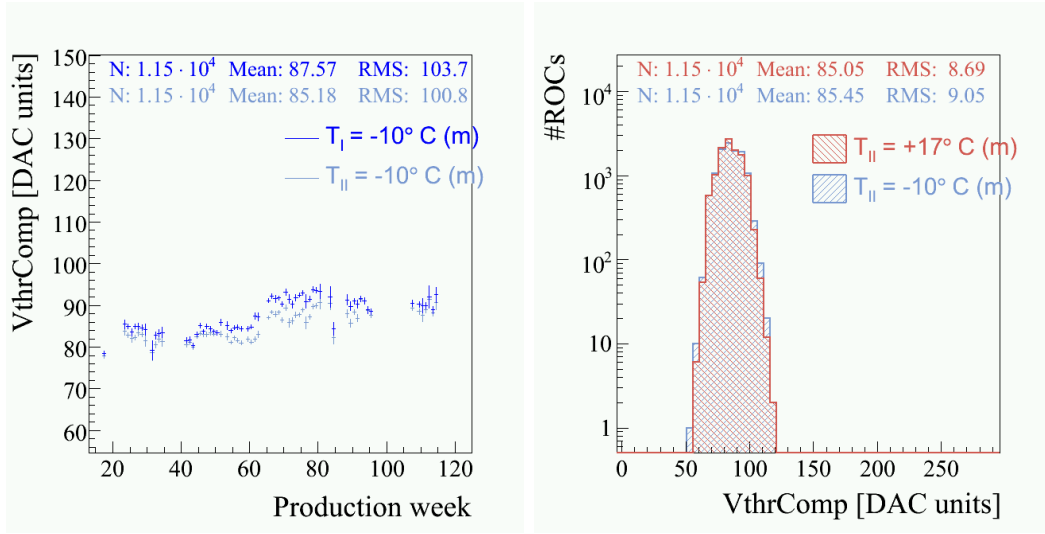 VthrComp [DAC units]
N: 1.15 · 10⁴ Mean: 87.57 RMS: 103.7
N: 1.15 · 10⁴ Mean: 85.18 RMS: 100.8
T_I = -10° C (m)
T_II = -10° C (m)
150
140
130
120
110
100
90
80
70
60
20 40 60 80 100 120
Production week
#ROCs
N: 1.15 · 10⁴ Mean: 85.05 RMS: 8.69
N: 1.15 · 10⁴ Mean: 85.45 RMS: 9.05
T_II = +17° C (m)
T_II = -10° C (m)
10⁴
10³
10²
10
1
0 50 100 150 200 250
VthrComp [DAC units]